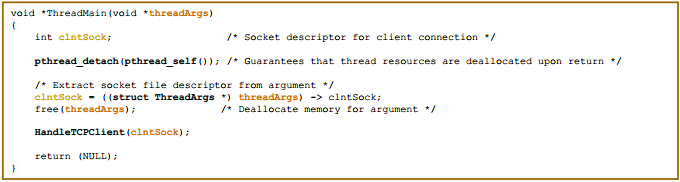 void *ThreadMain(void *threadArgs)
{
int clntSock; /* Socket descriptor for client connection */
pthread_detach(pthread_self()); /* Guarantees that thread resources are deallocated upon return */
/* Extract socket file descriptor from argument */
clntSock = ((struct ThreadArgs *) threadArgs) -> clntSock;
free(threadArgs); /* Deallocate memory for argument */
HandleTCPClient(clntSock);
return (NULL);
}